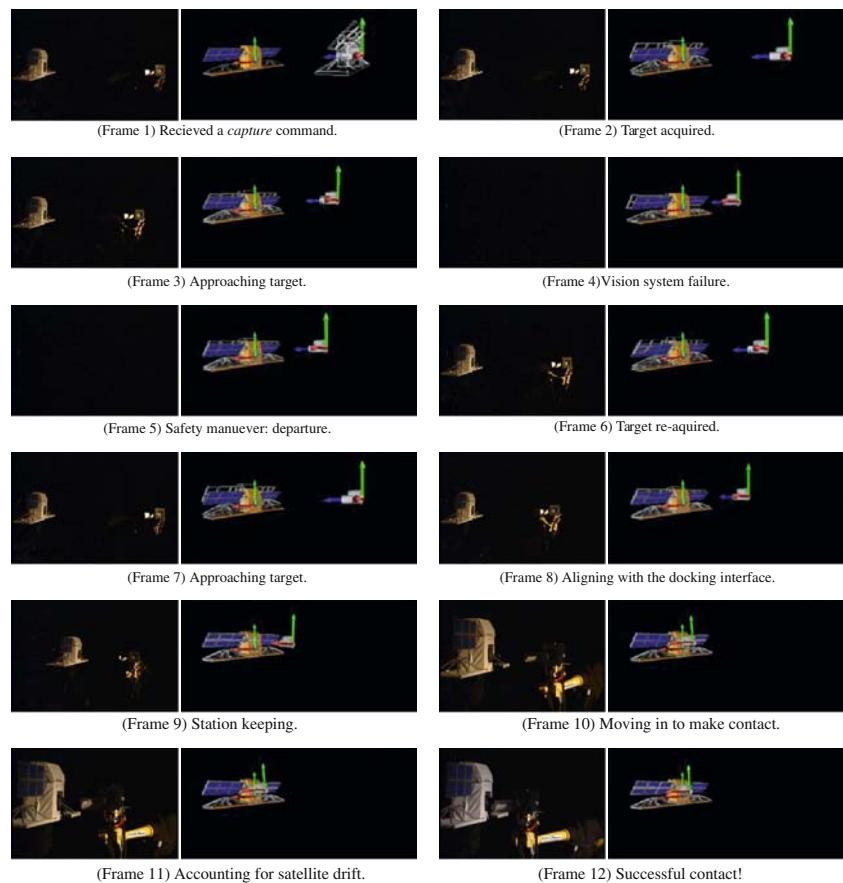 (Frame 1) Recieved a capture command.
(Frame 2) Target acquired.
(Frame 3) Approaching target.
(Frame 4)Vision system failure.
(Frame 5) Safety manuever: departure.
(Frame 6) Target re-aquired.
(Frame 7) Approaching target.
(Frame 8) Aligning with the docking interface.
(Frame 9) Station keeping.
(Frame 10) Moving in to make contact.
(Frame 11) Accounting for satellite drift.
(Frame 12) Successful contact!